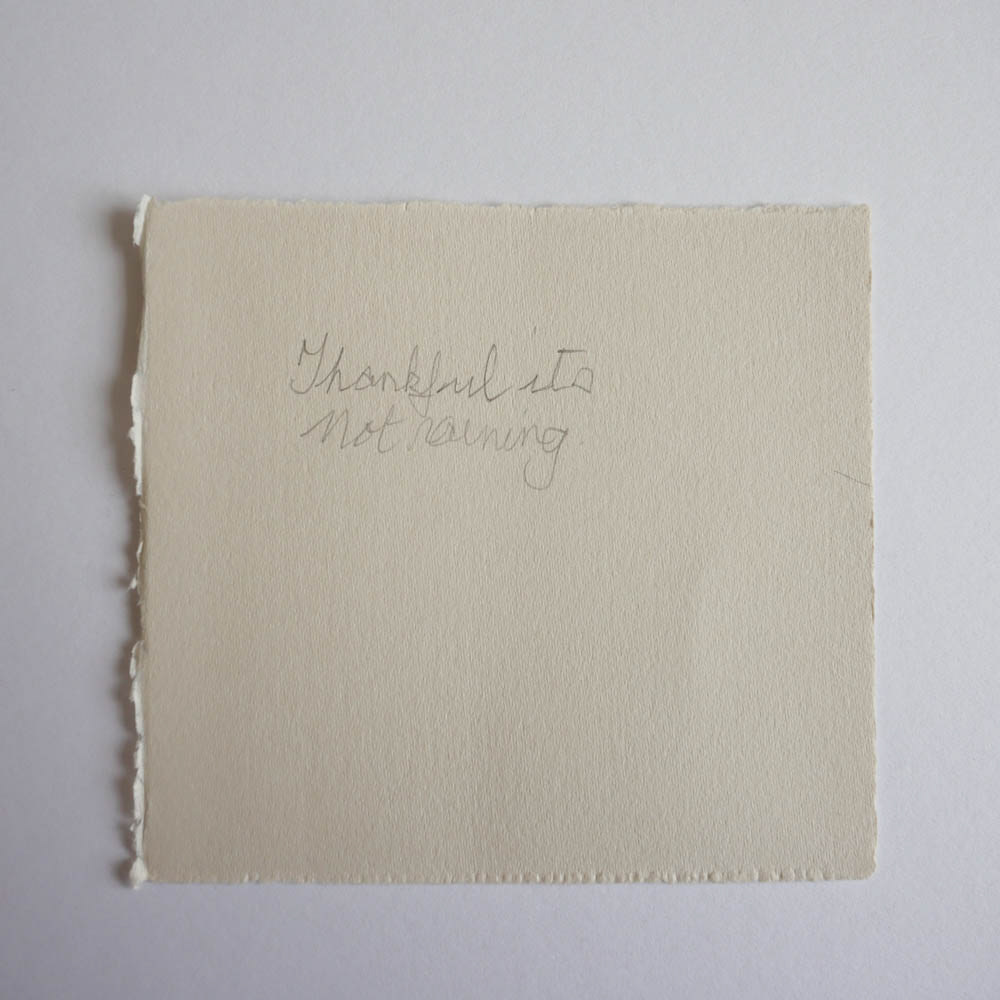 Thankful its
Not raining.